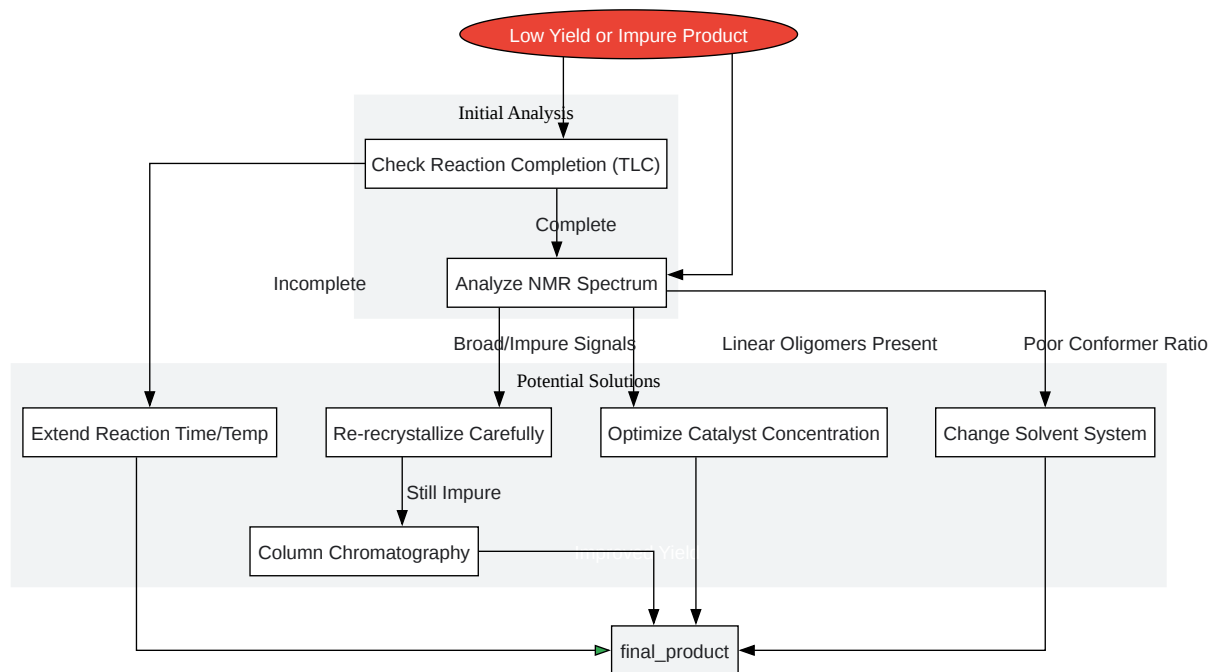 Low Yield or Impure Product
Initial Analysis
Check Reaction Completion (TLC)
Complete
Incomplete
Analyze NMR Spectrum
Broad/Impure Signals
Linear Oligomers Present
Poor Conformer Ratio
Potential Solutions
Extend Reaction Time/Temp
Re-recrystallize Carefully
Optimize Catalyst Concentration
Change Solvent System
Still Impure
Column Chromatography
Improved Yield
final_product